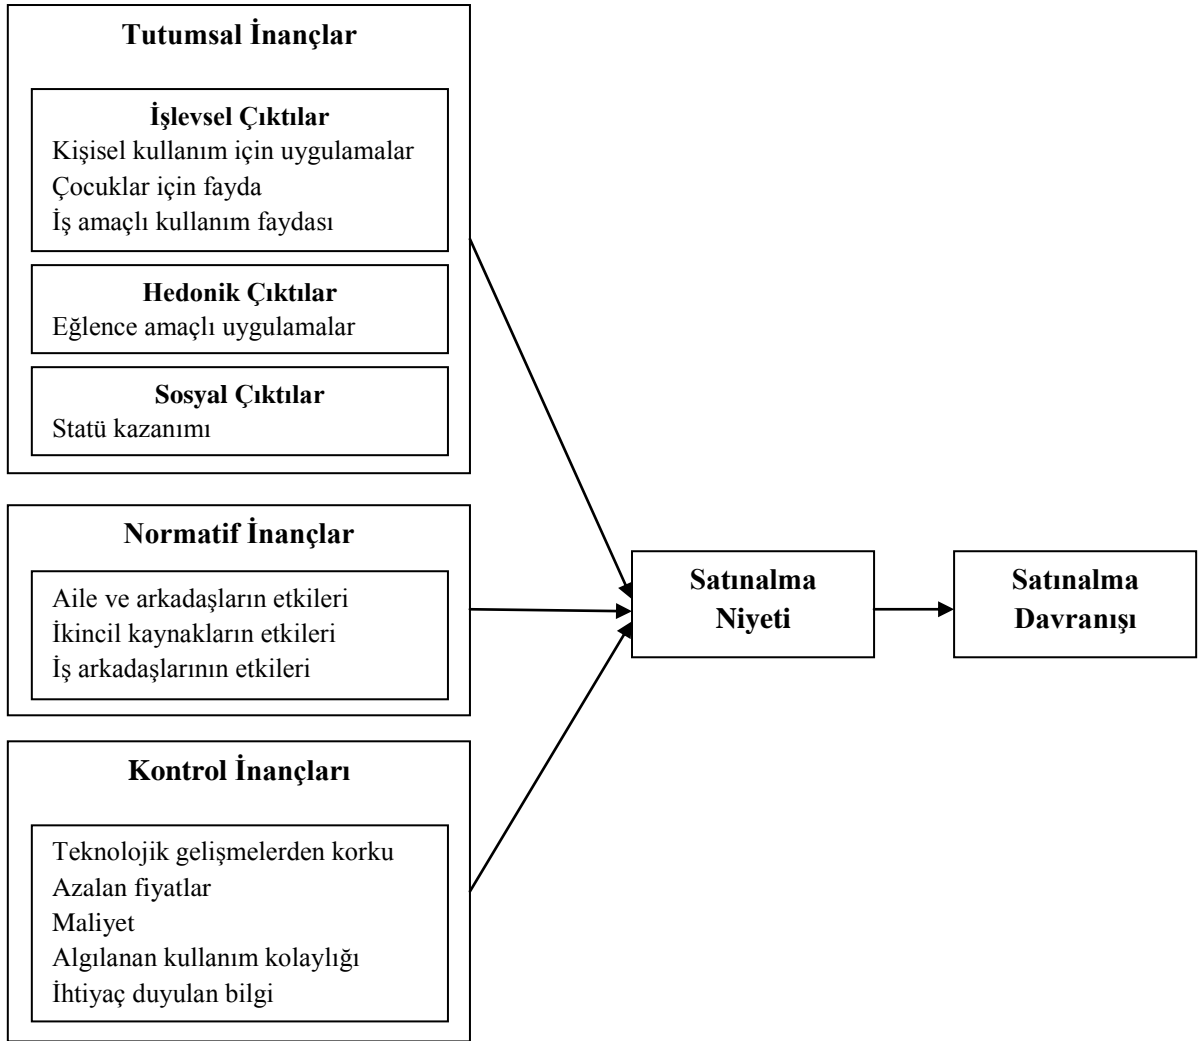 Tutumsal İnançlar
İşlevsel Çıktılar
Kişisel kullanım için uygulamalar
Çocuklar için fayda
İş amaçlı kullanım faydası
Hedonik Çıktılar
Eğlence amaçlı uygulamalar
Sosyal Çıktılar
Statü kazanımı
Normatif İnançlar
Aile ve arkadaşların etkileri
İkincil kaynakların etkileri
İş arkadaşlarının etkileri
Kontrol İnançları
Teknolojik gelişmelerden korku
Azalan fiyatlar
Maliyet
Algılanan kullanım kolaylığı
İhtiyaç duyulan bilgi
Satınalma
Niyeti
Satınalma
Davranışı